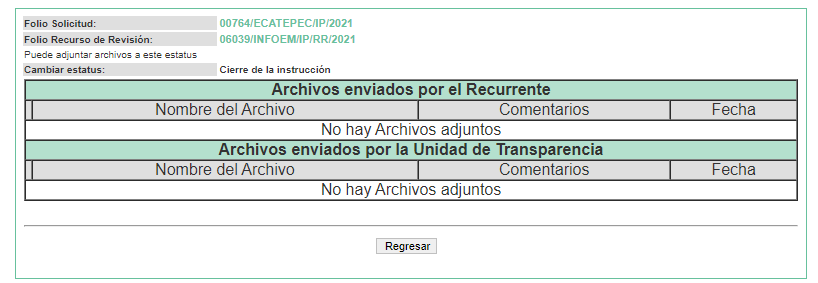 Folio Solicitud: 00764/ECATEPEC/IP/2021
Folio Recurso de Revisión: 06039/INFOEM/IP/RR/2021
Puede adjuntar archivos a este estatus
Cambiar estatus: Cierre de la instrucción
Archivos enviados por el Recurrente
Nombre del Archivo Comentarios Fecha
No hay Archivos adjuntos
Archivos enviados por la Unidad de Transparencia
Nombre del Archivo Comentarios Fecha
No hay Archivos adjuntos
Regresar